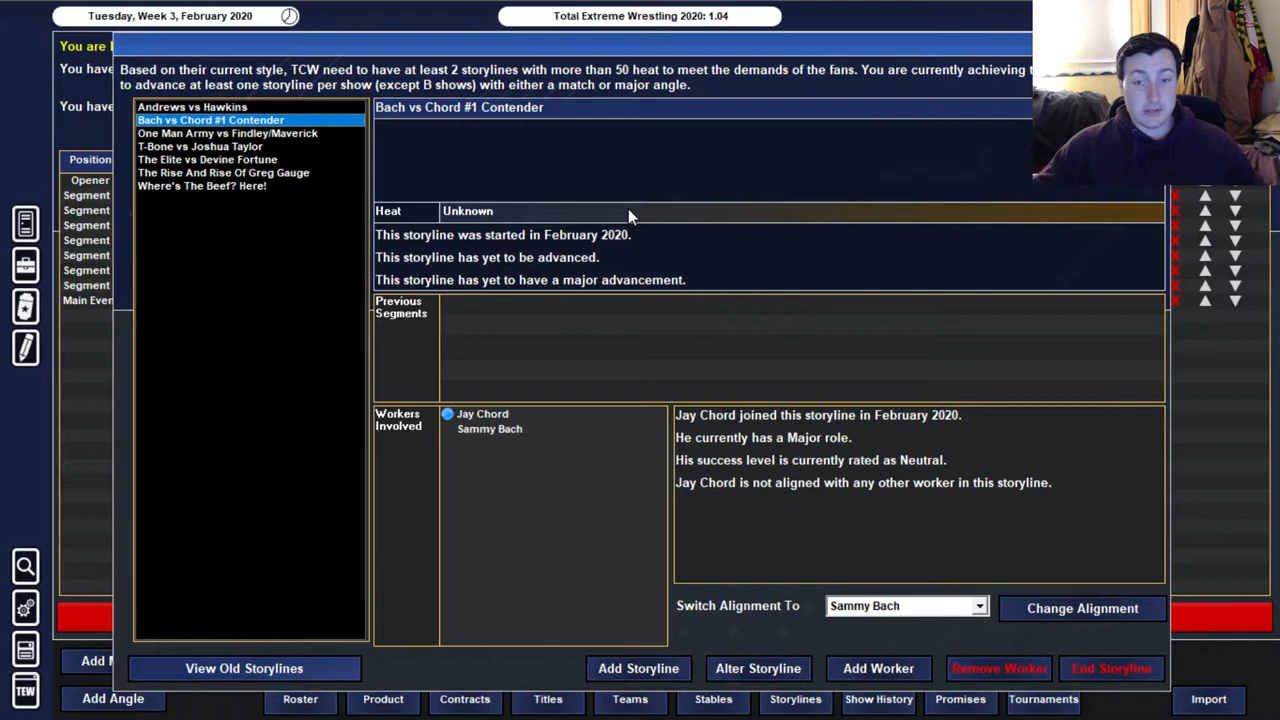 Tuesday, Week 3, February 2020
Total Extreme Wrestling 2020: 1.04
You are
You have
You have
Based on their current style, TCW need to have at least 2 storylines with more than 50 heat to meet the demands of the fans. You are currently achieving
to advance at least one storyline per show (except B shows) with either a match or major angle.
Andrews vs Hawkins
Bach vs Chord #1 Contender
One Man Army vs Findley/Maverick
T-Bone vs Joshua Taylor
The Elite vs Devine Fortune
The Rise And Rise Of Greg Gauge
Where's The Beef? Here!
Bach vs Chord #1 Contender
Heat
Unknown
This storyline was started in February 2020.
This storyline has yet to be advanced.
This storyline has yet to have a major advancement.
Previous Segments
Workers Involved
Jay Chord
Sammy Bach
Jay Chord joined this storyline in February 2020.
He currently has a Major role.
His success level is currently rated as Neutral.
Jay Chord is not aligned with any other worker in this storyline.
Switch Alignment To
Sammy Bach
Change Alignment
View Old Storylines
Add Storyline
Alter Storyline
Add Worker
Remove Worker
End Storyline
Position
Opener
Segment
Segment
Segment
Segment
Segment
Segment
Segment
Main Even
X
X
X
X
X
X
X
X
TEW
Add M
Add Angle
Roster
Product
Contracts
Titles
Teams
Stables
Storylines
Show History
Promises
Tournaments
Import